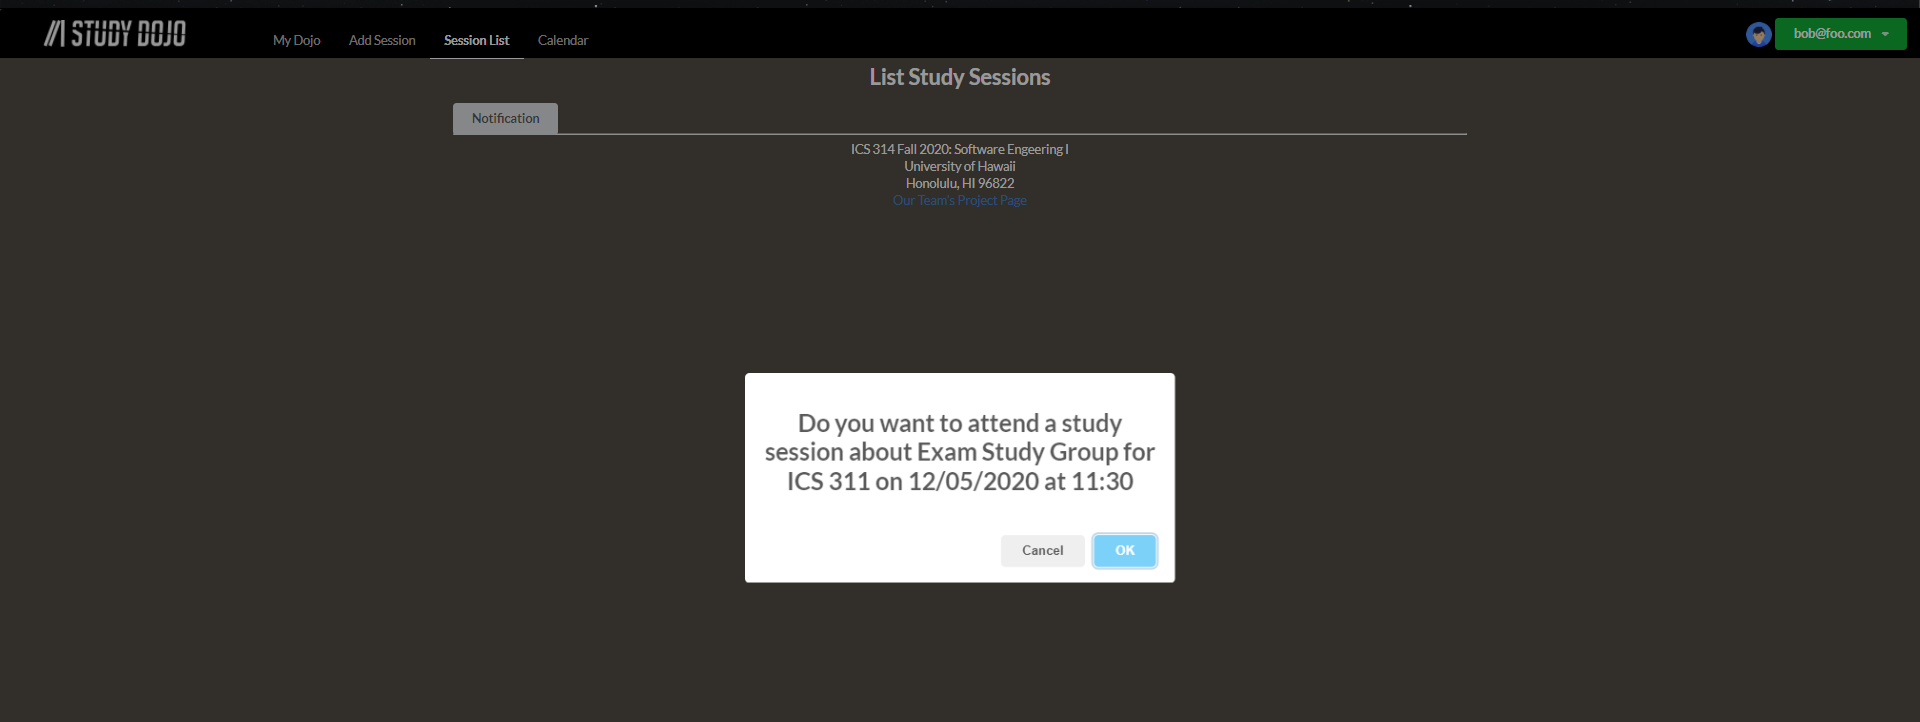 STUDY DOJO
My Dojo Add Session Session List Calendar
bob@foo.com
List Study Sessions
Notification
ICS 314 Fall 2020: Software Engeering I
University of Hawaii
Honolulu, HI 96822
Our Team's Project Page
Do you want to attend a study
session about Exam Study Group for
ICS 311 on 12/05/2020 at 11:30
Cancel OK